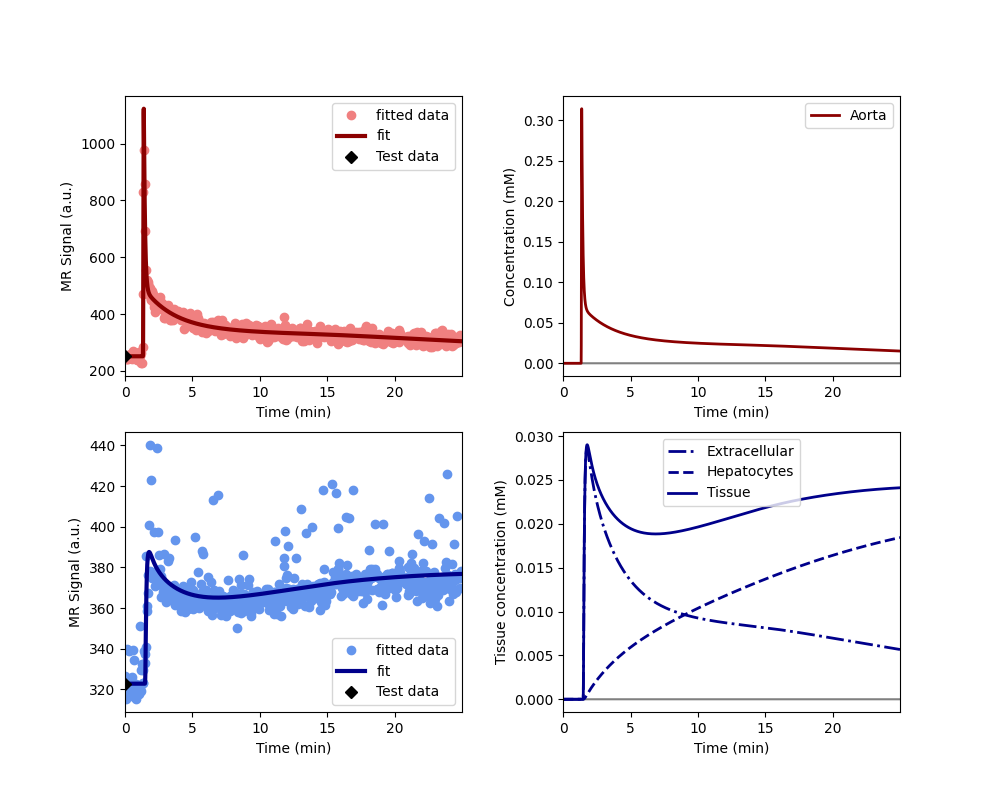 fitted data
fit
Test data
MR Signal (a.u.)
1000
800
600
400
200
0 5 10 15 20
Time (min)
Aorta
Concentration (mM)
0.30
0.25
0.20
0.15
0.10
0.05
0.00
0 5 10 15 20
Time (min)
MR Signal (a.u.)
440
420
400
380
360
340
320
fitted data
fit
Test data
0 5 10 15 20
Time (min)
Tissue concentration (mM)
0.030
0.025
0.020
0.015
0.010
0.005
0.000
Extracellular
Hepatocytes
Tissue
0 5 10 15 20
Time (min)